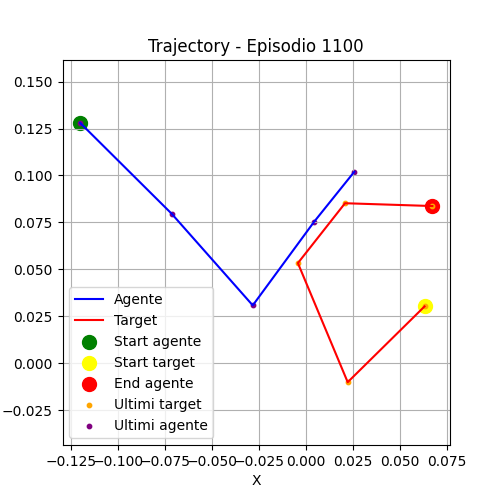 Trajectory - Episodio 1100
0.150
0.125
0.100
0.075
0.050
0.025
0.000
−0.025
Agente
Target
Start agente
Start target
End agente
Ultimi target
Ultimi agente
−0.125 −0.100 −0.075 −0.050 −0.025 0.000 0.025 0.050 0.075
X